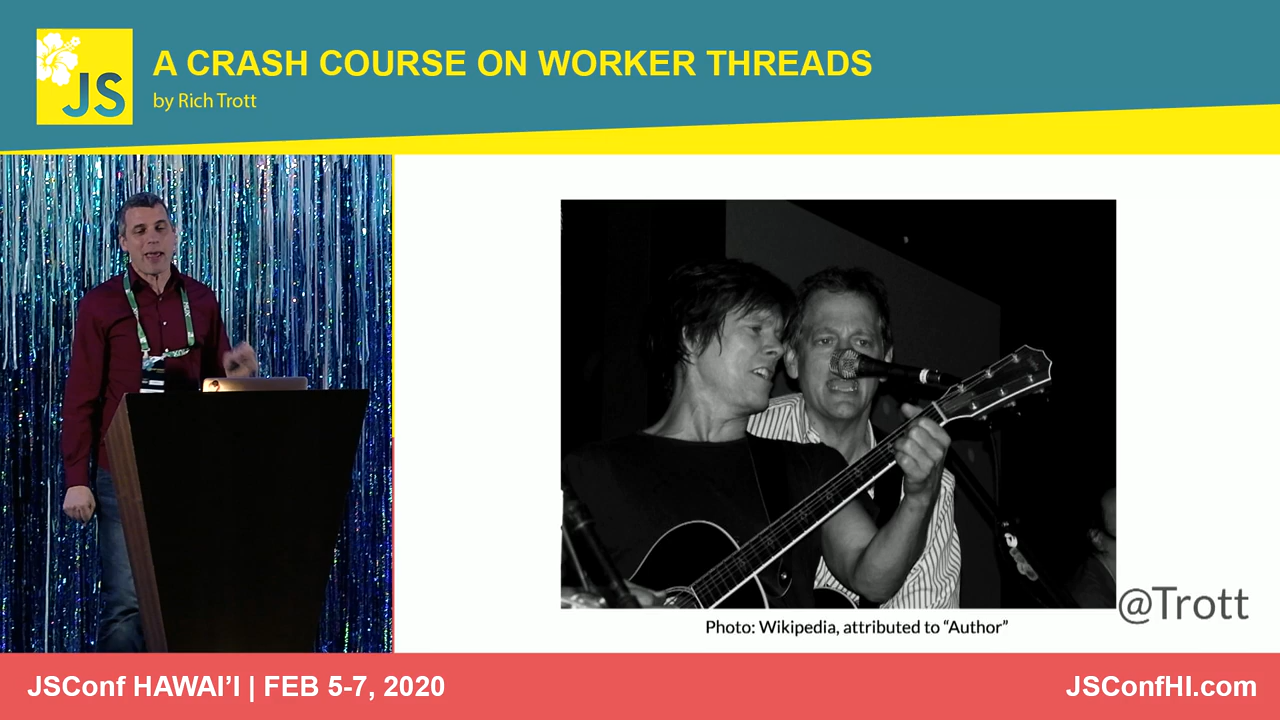 JS
A CRASH COURSE ON WORKER THREADS
by Rich Trott
@Trott
Photo: Wikipedia, attributed to “Author”
JSConf HAWAI’I | FEB 5-7, 2020
JSConfHI.com